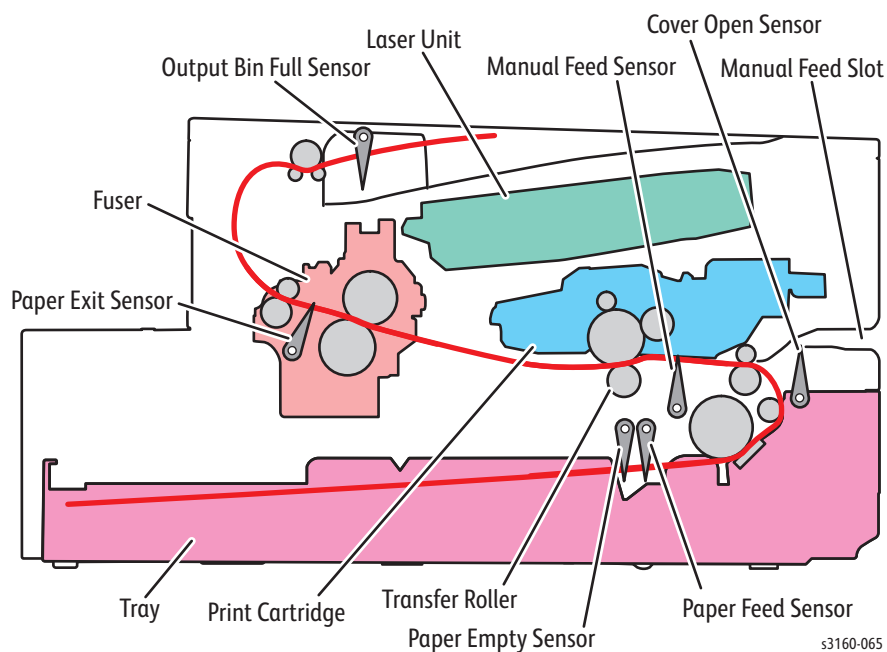 Cover Open Sensor
Laser Unit
Output Bin Full Sensor
Manual Feed Sensor
Manual Feed Slot
Fuser
Paper Exit Sensor
Tray
Print Cartridge
Transfer Roller
Paper Feed Sensor
Paper Empty Sensor
s3160-065